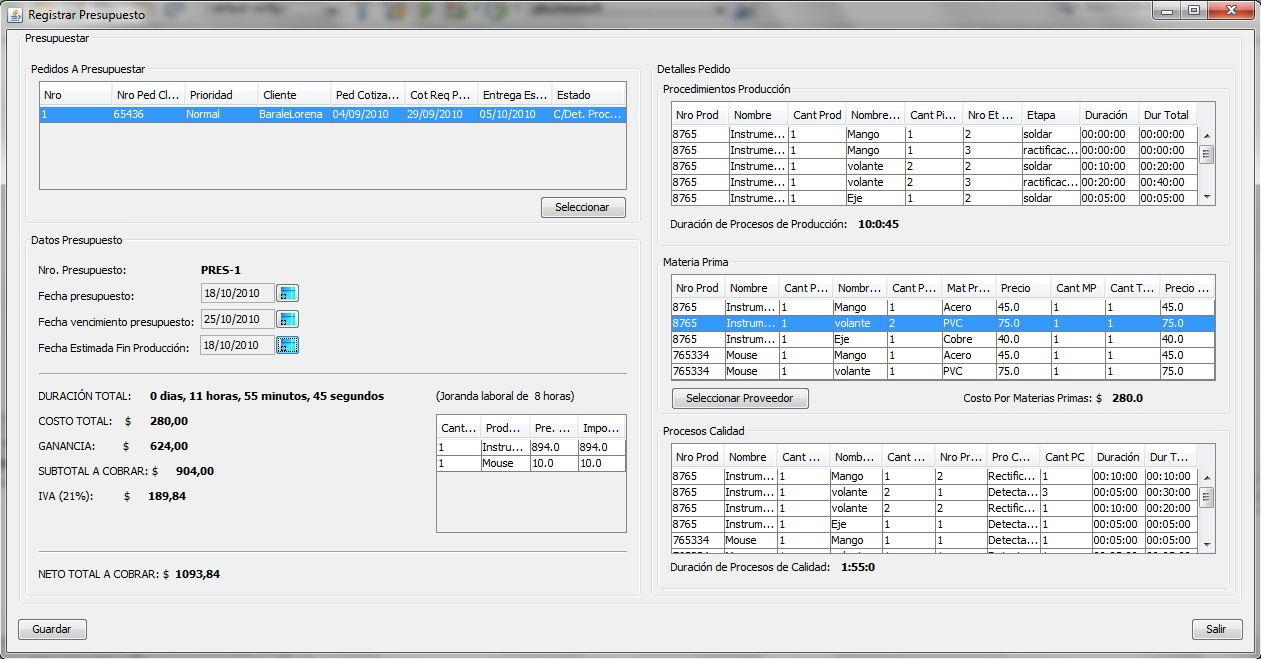 Registrar Presupuesto
Presupuestar
Pedidos A Presupuestar
Nro Nro Ped Cl... Prioridad Cliente Ped Cotiza... Cot Req P... Entrega Es... Estado
1 65436 Normal BaraleLorena 04/09/2010 29/09/2010 05/10/2010 C/Det. Proc...
Seleccionar
Datos Presupuesto
Nro. Presupuesto: PRES-1
Fecha presupuesto: 18/10/2010
Fecha vencimiento presupuesto: 25/10/2010
Fecha Estimada Fin Producción: 18/10/2010
DURACIÓN TOTAL: 0 dias, 11 horas, 55 minutos, 45 segundos (Joranda laboral de 8 horas)
COSTO TOTAL: $ 280,00
GANANCIA: $ 624,00
SUBTOTAL A COBRAR: $ 904,00
IVA (21%): $ 189,84
Cant... Prod... Pre. ... Impo...
1 Instru... 894.0 894.0
1 Mouse 10.0 10.0
NETO TOTAL A COBRAR: $ 1093,84
Guardar
Detalles Pedido
Procedimientos Producción
Nro Prod Nombre Cant Prod Nombre... Cant Pi... Nro Et ... Etapa Duración Dur Total
8765 Instrume... 1 Mango 1 2 soldar 00:00:00 00:00:00
8765 Instrume... 1 Mango 1 3 ractificac... 00:00:00 00:00:00
8765 Instrume... 1 volante 2 2 soldar 00:10:00 00:20:00
8765 Instrume... 1 volante 2 3 ractificac... 00:20:00 00:40:00
8765 Instrume... 1 Eje 1 2 soldar 00:05:00 00:05:00
Duración de Procesos de Producción: 10:0:45
Materia Prima
Nro Prod Nombre Cant P... Nombr... Cant P... Mat Pr... Precio Cant MP Cant T... Precio ...
8765 Instrum... 1 Mango 1 Acero 45.0 1 1 45.0
8765 Instrum... 1 volante 2 PVC 75.0 1 1 75.0
8765 Instrum... 1 Eje 1 Cobre 40.0 1 1 40.0
765334 Mouse 1 Mango 1 Acero 45.0 1 1 45.0
765334 Mouse 1 volante 1 PVC 75.0 1 1 75.0
Seleccionar Proveedor Costo Por Materias Primas: $ 280.0
Procesos Calidad
Nro Prod Nombre Cant ... Nomb... Cant ... Nro Pr... Pro C... Cant PC Duración Dur T...
8765 Instrum... 1 Mango 1 2 Rectific... 1 00:10:00 00:10:00
8765 Instrum... 1 volante 2 1 Detecta... 3 00:05:00 00:30:00
8765 Instrum... 1 volante 2 2 Rectific... 1 00:10:00 00:20:00
8765 Instrum... 1 Eje 1 1 Detecta... 1 00:05:00 00:05:00
765334 Mouse 1 Mango 1 1 Detecta... 1 00:05:00 00:05:00
Duración de Procesos de Calidad: 1:55:0
Salir